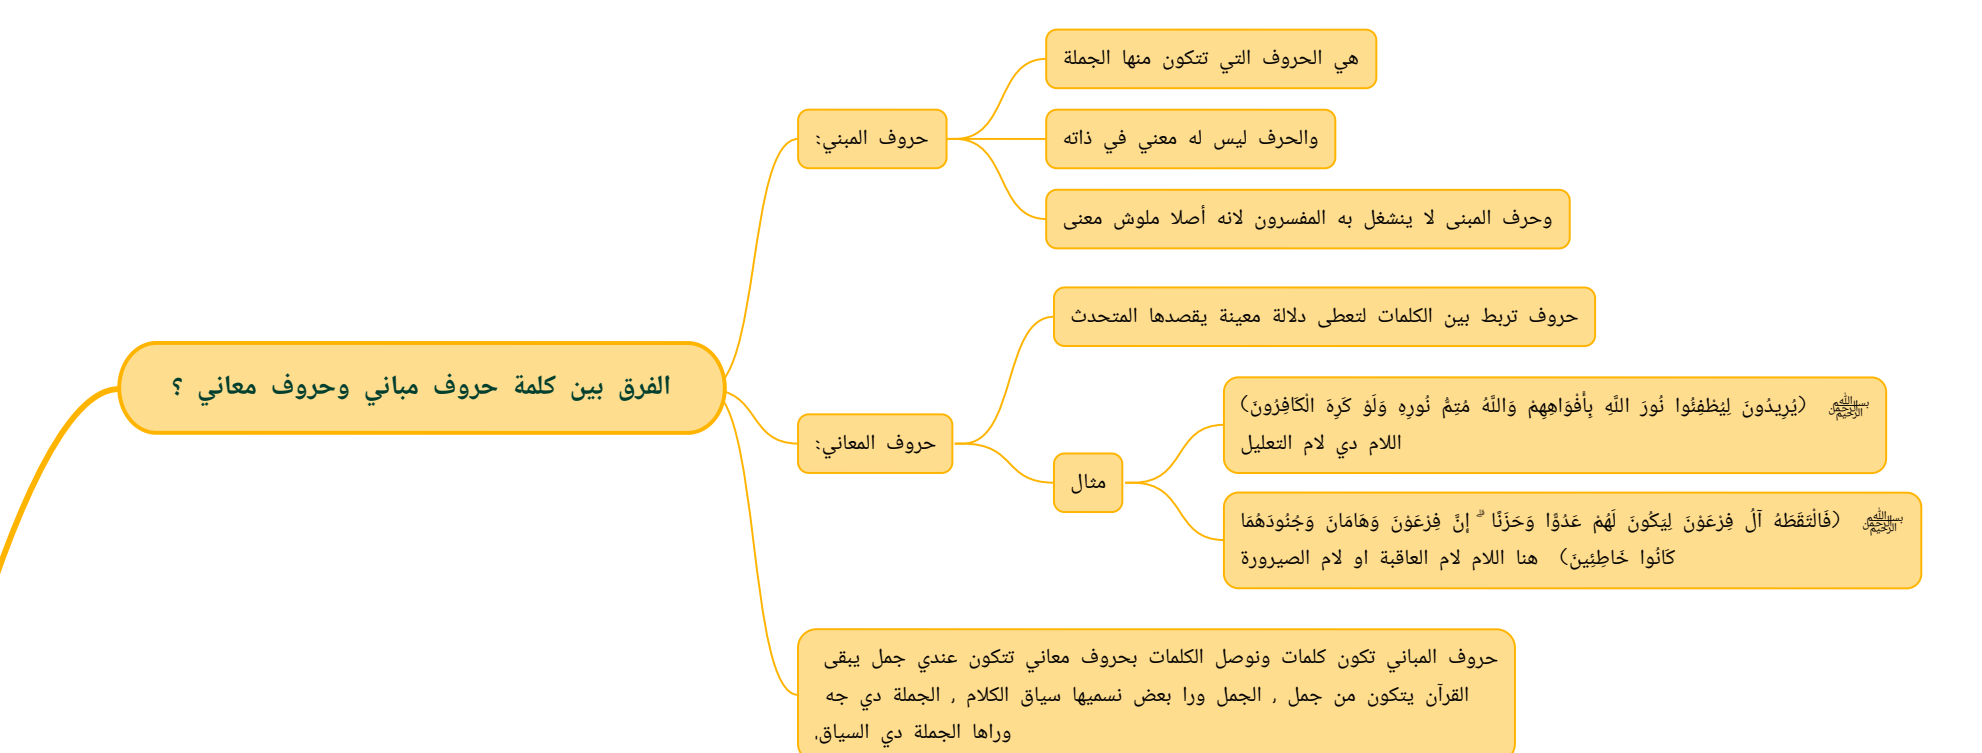 الفرق بين كلمة حروف مباني وحروف معاني ؟
حروف المبني:
هي الحروف التي تتكون منها الجملة
والحرف ليس له معني في ذاته
وحرف المبنى لا ينشغل به المفسرون لانه أصلا ملوش معنى
حروف المعاني:
حروف تربط بين الكلمات لتعطى دلالة معينة يقصدها المتحدث
مثال
﷽ (يُرِيدُونَ لِيُطْفِئُوا نُورَ اللَّهِ بِأَفْوَاهِهِمْ وَاللَّهُ مُتِمُّ نُورِهِ وَلَوْ كَرِهَ الْكَافِرُونَ)
اللام دي لام التعليل
﷽ (فَالْتَقَطَهُ آلُ فِرْعَوْنَ لِيَكُونَ لَهُمْ عَدُوًّا وَحَزَنًا ۗ إِنَّ فِرْعَوْنَ وَهَامَانَ وَجُنُودَهُمَا
كَانُوا خَاطِئِينَ) هنا اللام لام العاقبة او لام الصيرورة
حروف المباني تكون كلمات ونوصل الكلمات بحروف معاني تتكون عندي جمل يبقى
القرآن يتكون من جمل , الجمل ورا بعض نسميها سياق الكلام , الجملة دي جه
وراها الجملة دي السياق.